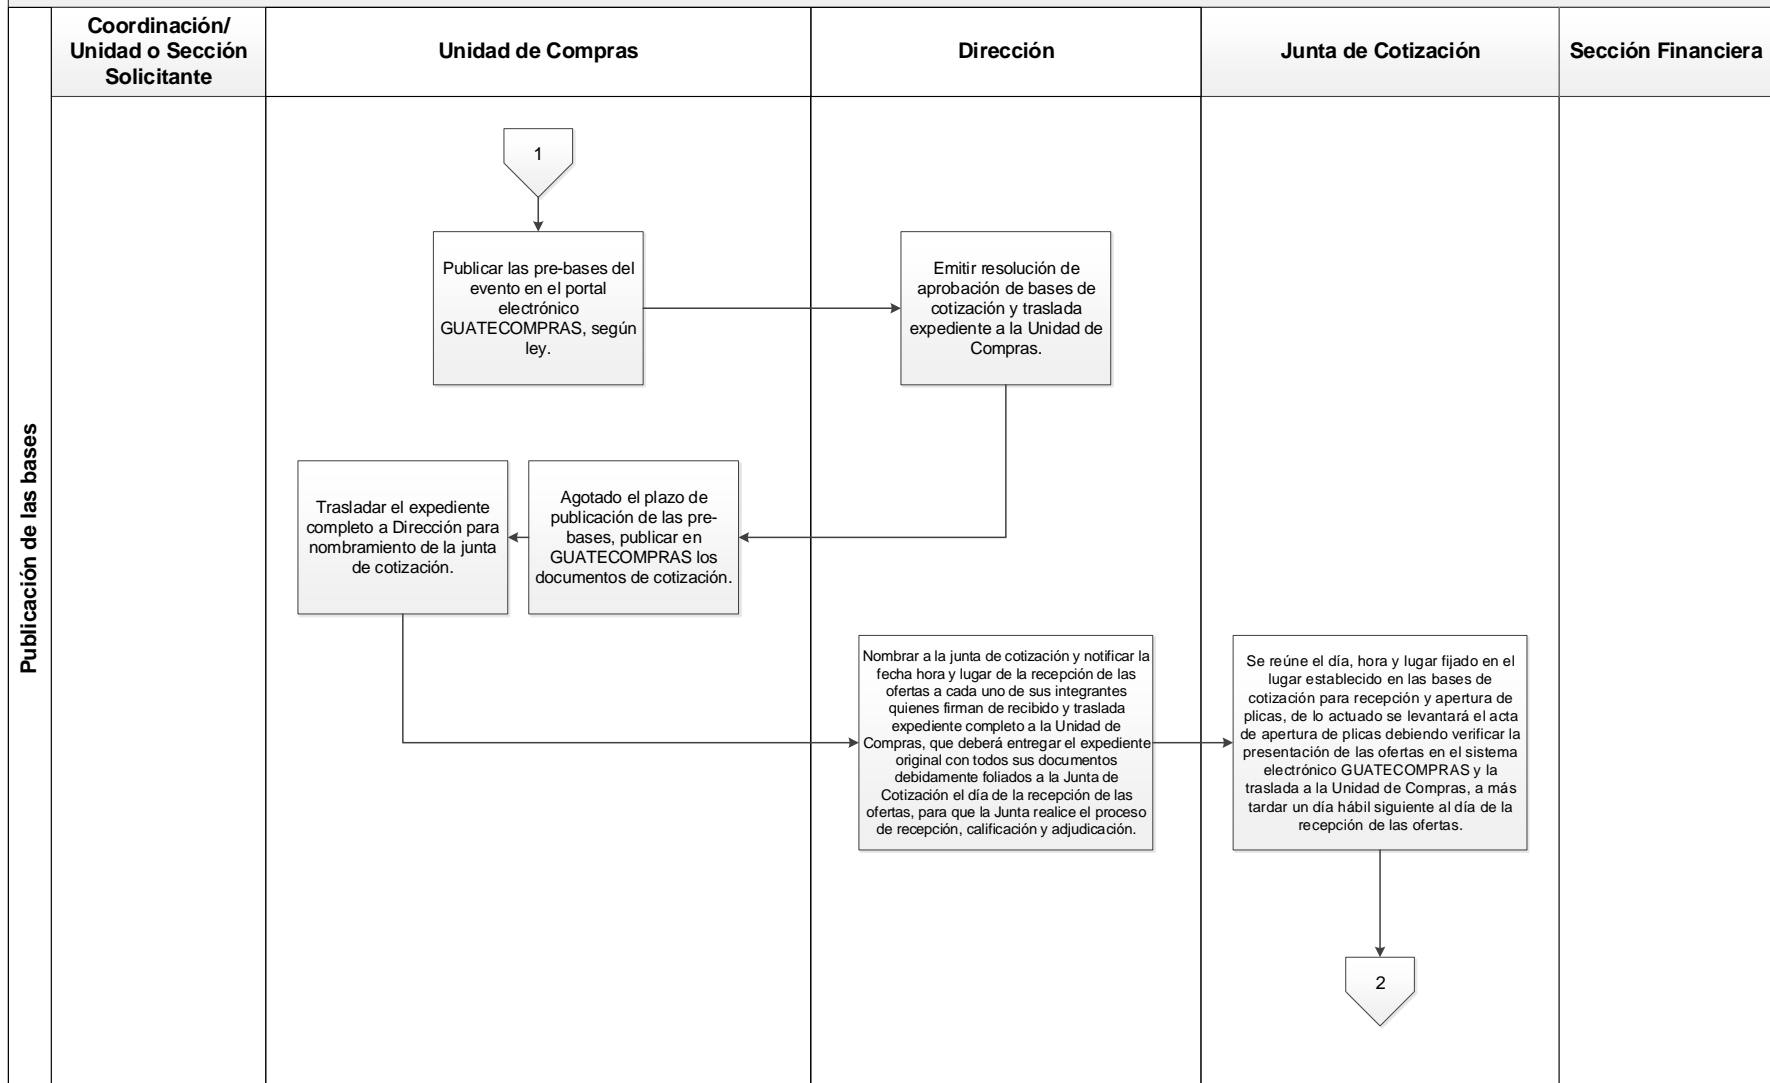 Coordinación/
Unidad o Sección
Solicitante
Unidad de Compras
Dirección
Junta de Cotización
Sección Financiera
Publicación de las bases
1
Publicar las pre-bases del
evento en el portal
electrónico
GUATECOMPRAS, según
ley.
Emitir resolución de
aprobación de bases de
cotización y traslada
expediente a la Unidad de
Compras.
Trasladar el expediente
completo a Dirección para
nombramiento de la junta
de cotización.
Agotado el plazo de
publicación de las pre-
bases, publicar en
GUATECOMPRAS los
documentos de cotización.
Nombrar a la junta de cotización y notificar la
fecha hora y lugar de la recepción de las
ofertas a cada uno de sus integrantes
quienes firman de recibido y traslada
expediente completo a la Unidad de
Compras, que deberá entregar el expediente
original con todos sus documentos
debidamente foliados a la Junta de
Cotización el día de la recepción de las
ofertas, para que la Junta realice el proceso
de recepción, calificación y adjudicación.
Se reúne el día, hora y lugar fijado en el
lugar establecido en las bases de
cotización para recepción y apertura de
plicas, de lo actuado se levantará el acta
de apertura de plicas debiendo verificar la
presentación de las ofertas en el sistema
electrónico GUATECOMPRAS y la
traslada a la Unidad de Compras, a más
tardar un día hábil siguiente al día de la
recepción de las ofertas.
2